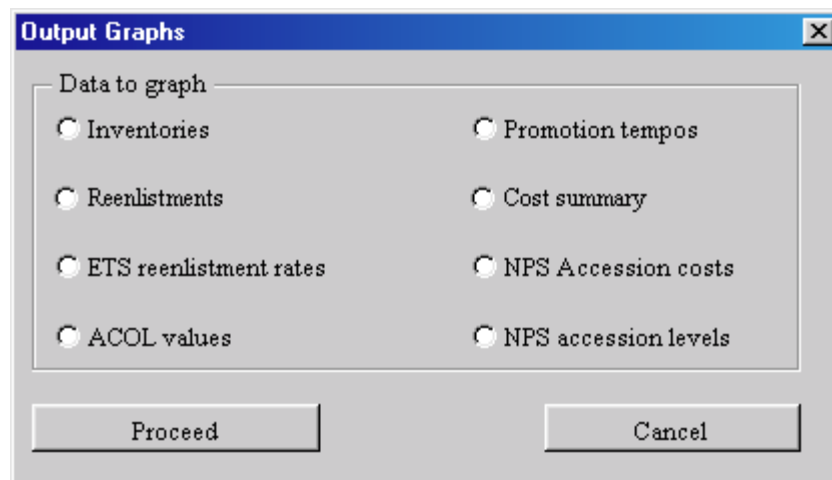 Output Graphs
Data to graph
Inventories
Reenlistments
ETS reenlistment rates
ACOL values
Promotion tempos
Cost summary
NPS Accession costs
NPS accession levels
Proceed
Cancel